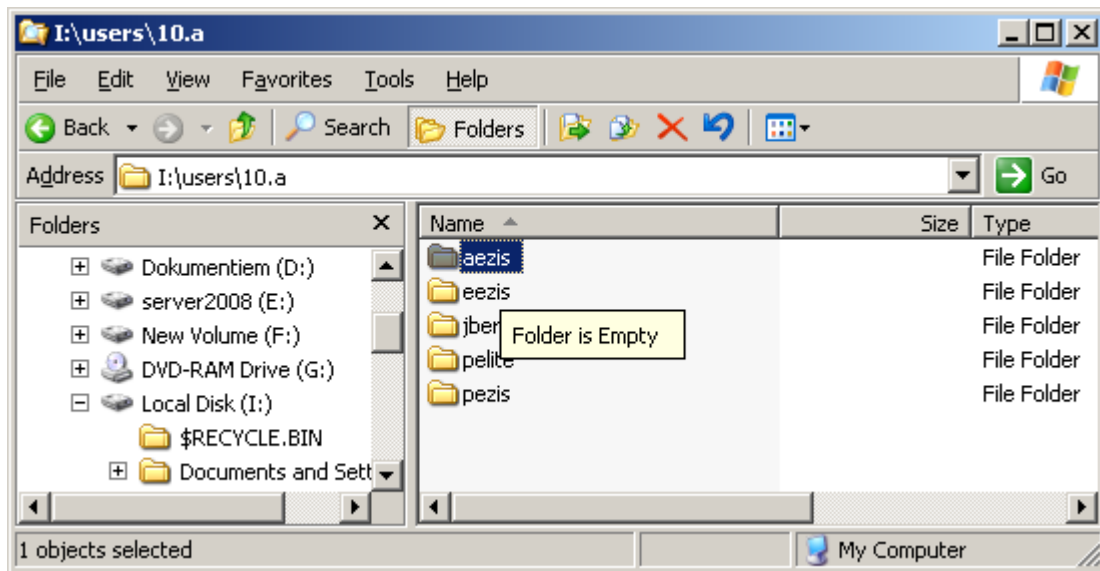 I:\users\10.a
File Edit View Favorites Tools Help
Back Search Folders
Address I:\users\10.a Go
Folders
Name Size Type
Dokumentiem (D:)
server2008 (E:)
New Volume (F:)
DVD-RAM Drive (G:)
Local Disk (I:)
$RECYCLE.BIN
Documents and Sett
aezis File Folder
eezis File Folder
jber File Folder
Folder is Empty
pelite File Folder
pezis File Folder
1 objects selected My Computer